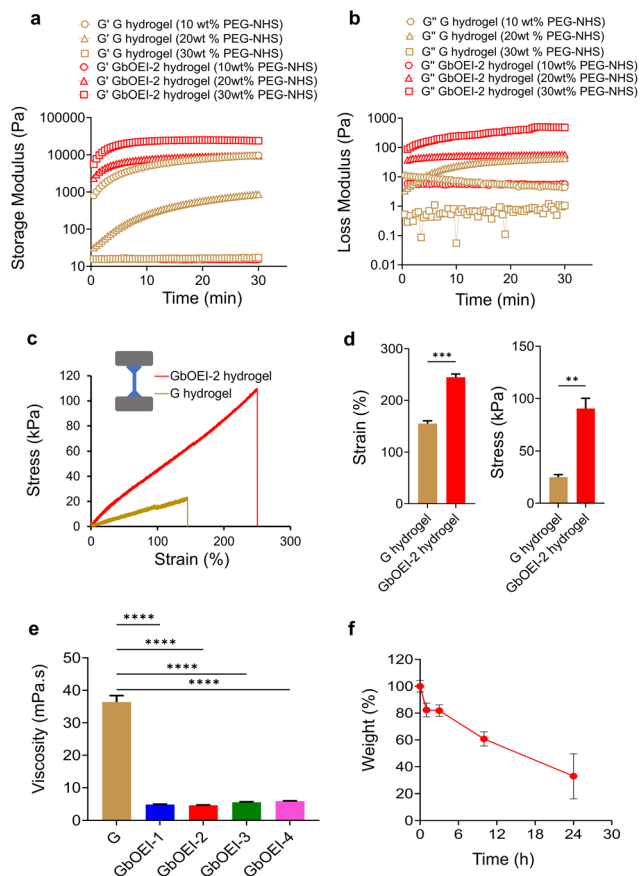 a
G' G hydrogel (10 wt% PEG-NHS)
G' G hydrogel (20wt% PEG-NHS)
G' G hydrogel (30wt% PEG-NHS)
G' GbOEI-2 hydrogel (10wt% PEG-NHS)
G' GbOEI-2 hydrogel (20wt% PEG-NHS)
G' GbOEI-2 hydrogel (30wt% PEG-NHS)
Storage Modulus (Pa)
100000
10000
1000
100
10
0
10
20
30
Time (min)
b
G'' G hydrogel (10 wt% PEG-NHS)
G'' G hydrogel (20wt % PEG-NHS)
G'' G hydrogel (30wt % PEG-NHS)
G'' GbOEI-2 hydrogel (10wt% PEG-NHS)
G'' GbOEI-2 hydrogel (20wt% PEG-NHS)
G'' GbOEI-2 hydrogel (30wt% PEG-NHS)
Loss Modulus (Pa)
1000
100
10
1
0.1
0.01
0
10
20
30
Time (min)
c
GbOEI-2 hydrogel
G hydrogel
Stress (kPa)
120
100
80
60
40
20
0
0
100
200
300
Strain (%)
d
Strain (%)
300
200
100
0
***
G hydrogel
GbOEI-2 hydrogel
Stress (kPa)
150
100
50
0
**
G hydrogel
GbOEI-2 hydrogel
e
****
****
****
****
Viscosity (mPa.s)
50
40
30
20
10
0
G
GbOEI-1
GbOEI-2
GbOEI-3
GbOEI-4
f
Weight (%)
120
100
80
60
40
20
0
0
6
12
18
24
30
Time (h)